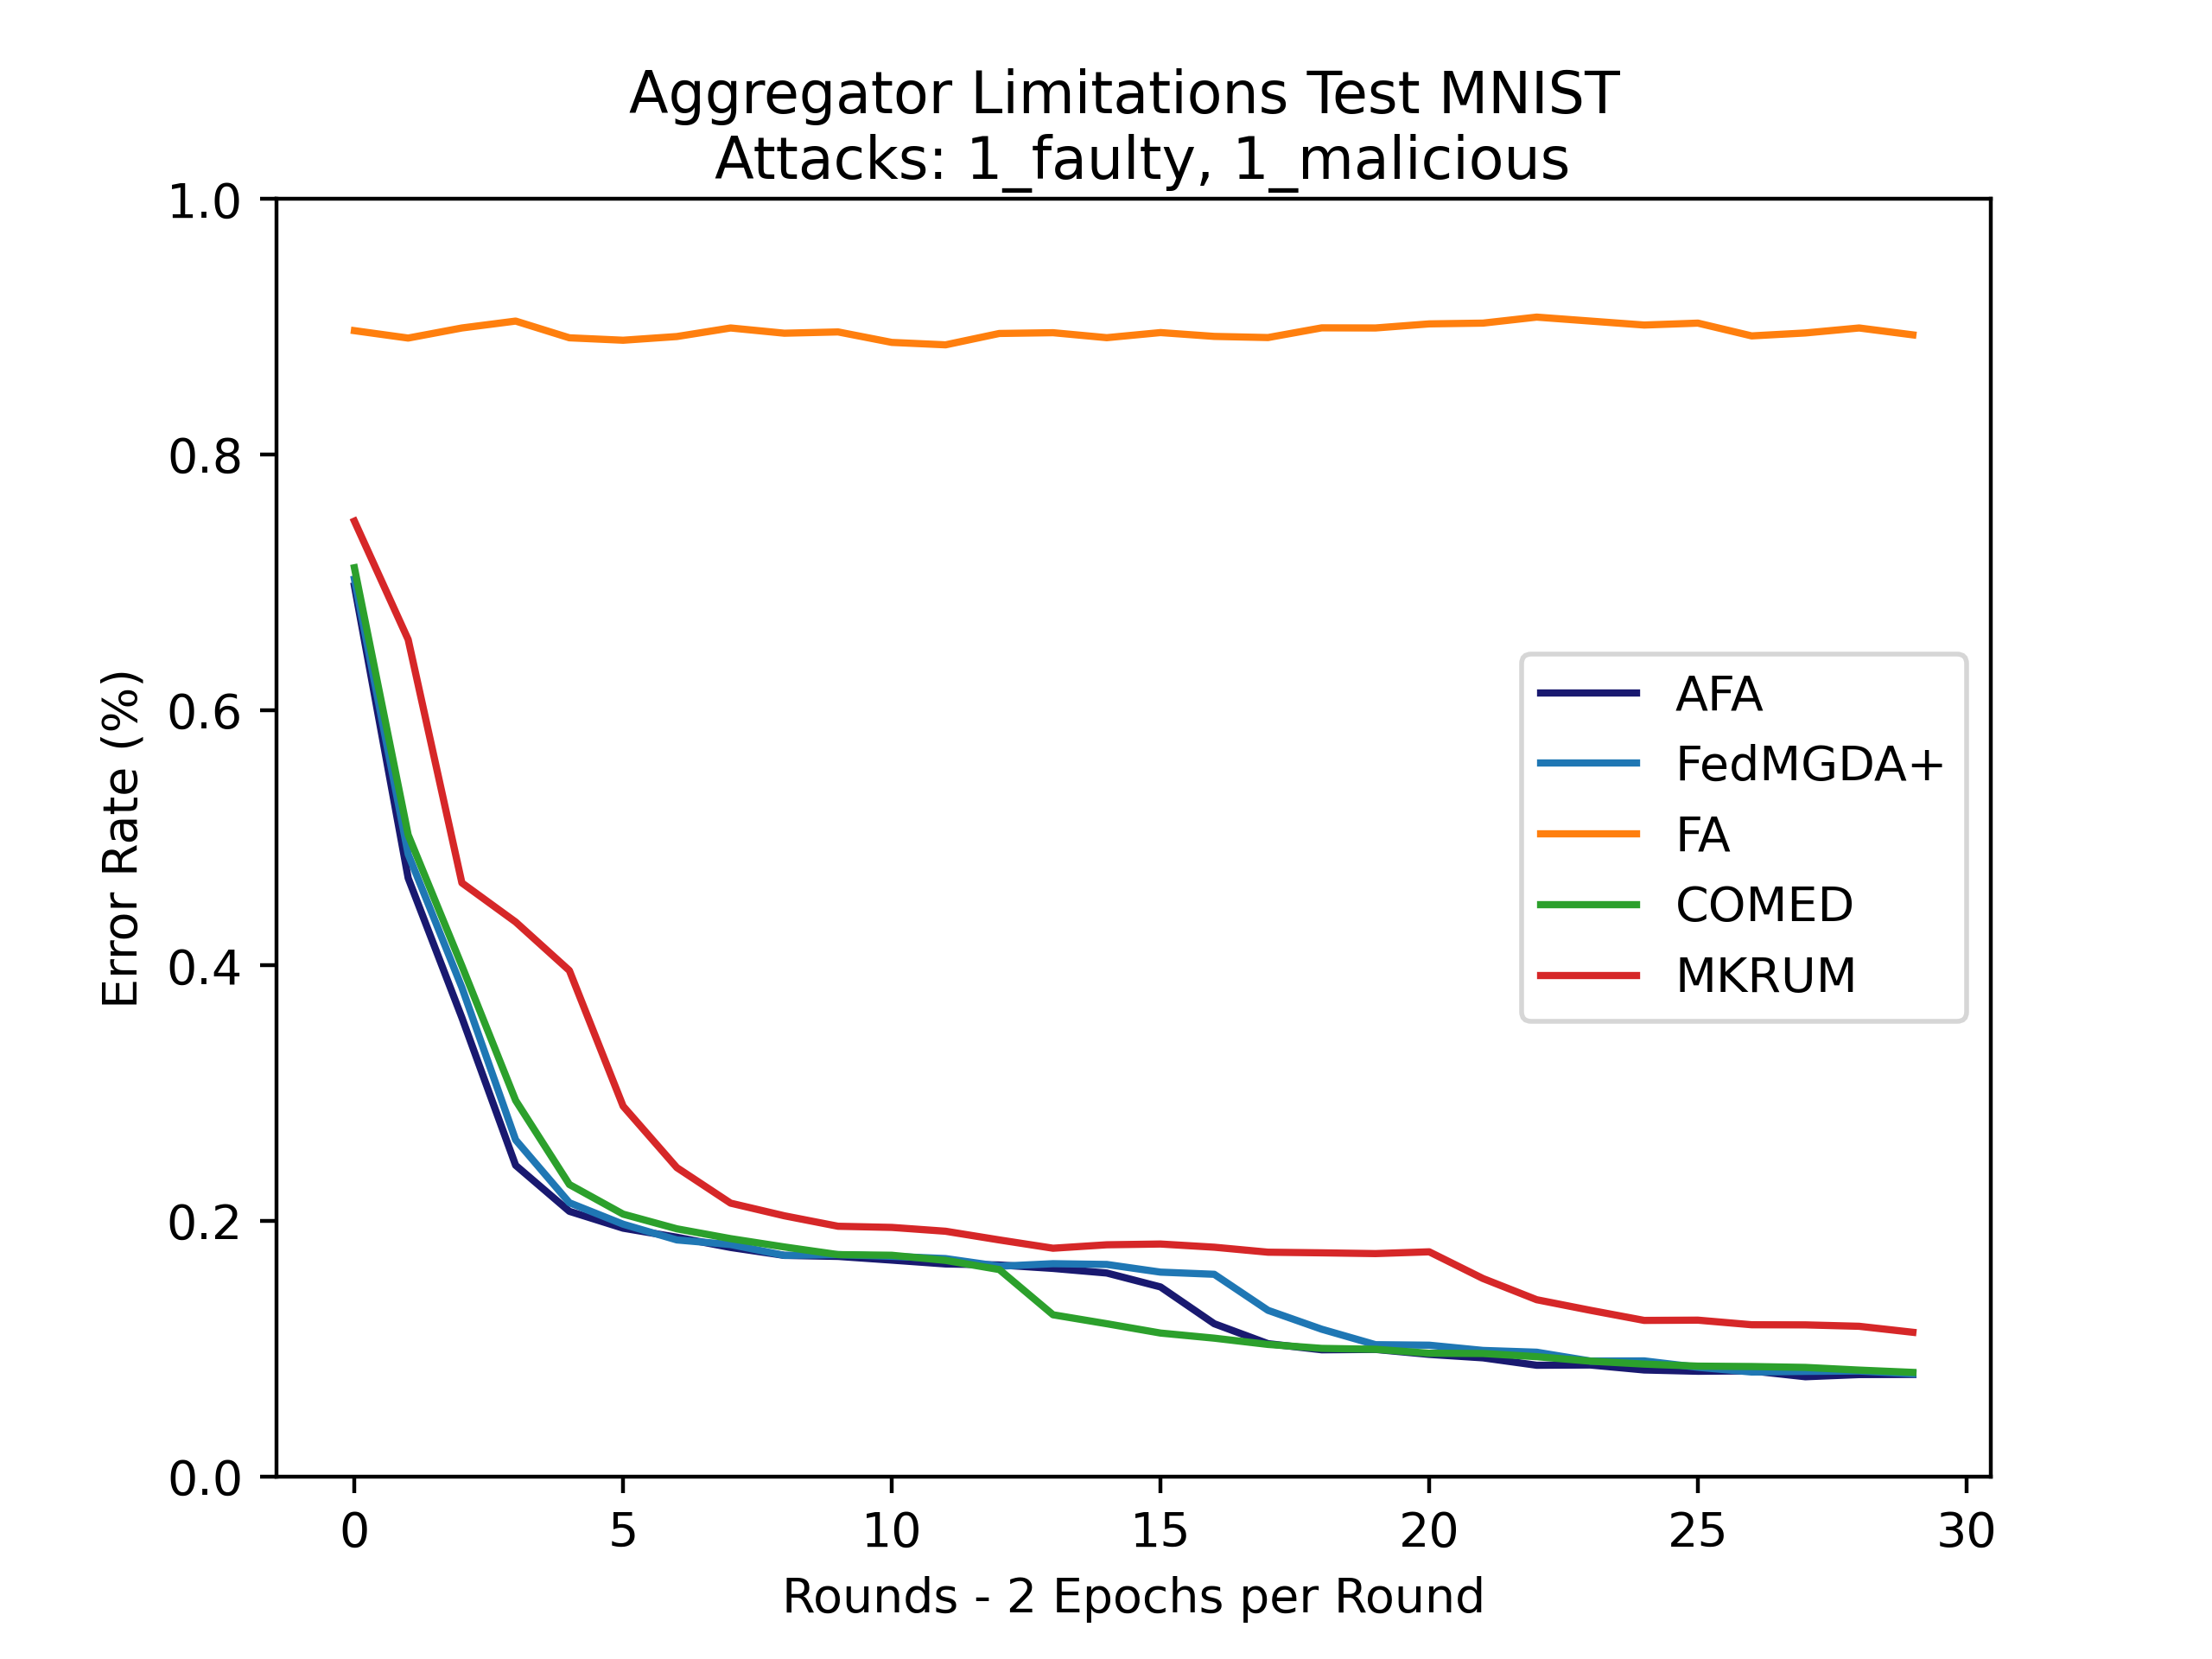 Aggregator Limitations Test MNIST
Attacks: 1_faulty, 1_malicious
1.0
0.8
0.6
0.4
0.2
0.0
Error Rate (%)
AFA
FedMGDA+
FA
COMED
MKRUM
0 5 10 15 20 25 30
Rounds - 2 Epochs per Round